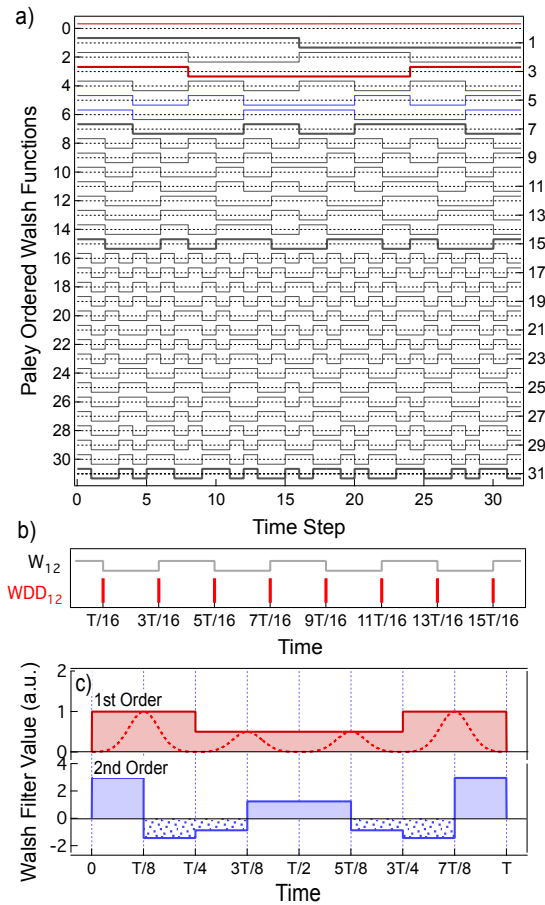 a)
0
2
4
6
8
10
12
14
16
18
20
22
24
26
28
30
1
3
5
7
9
11
13
15
17
19
21
23
25
27
29
31
Paley Ordered Walsh Functions
0 5 10 15 20 25 30
Time Step
b)
W12
WDD12
T/16 3T/16 5T/16 7T/16 9T/16 11T/16 13T/16 15T/16
Time
c)
Walsh Filter Value (a.u.)
2
1st Order
1
0
4
2nd Order
2
0
-2
0 T/8 T/4 3T/8 T/2 5T/8 3T/4 7T/8 T
Time